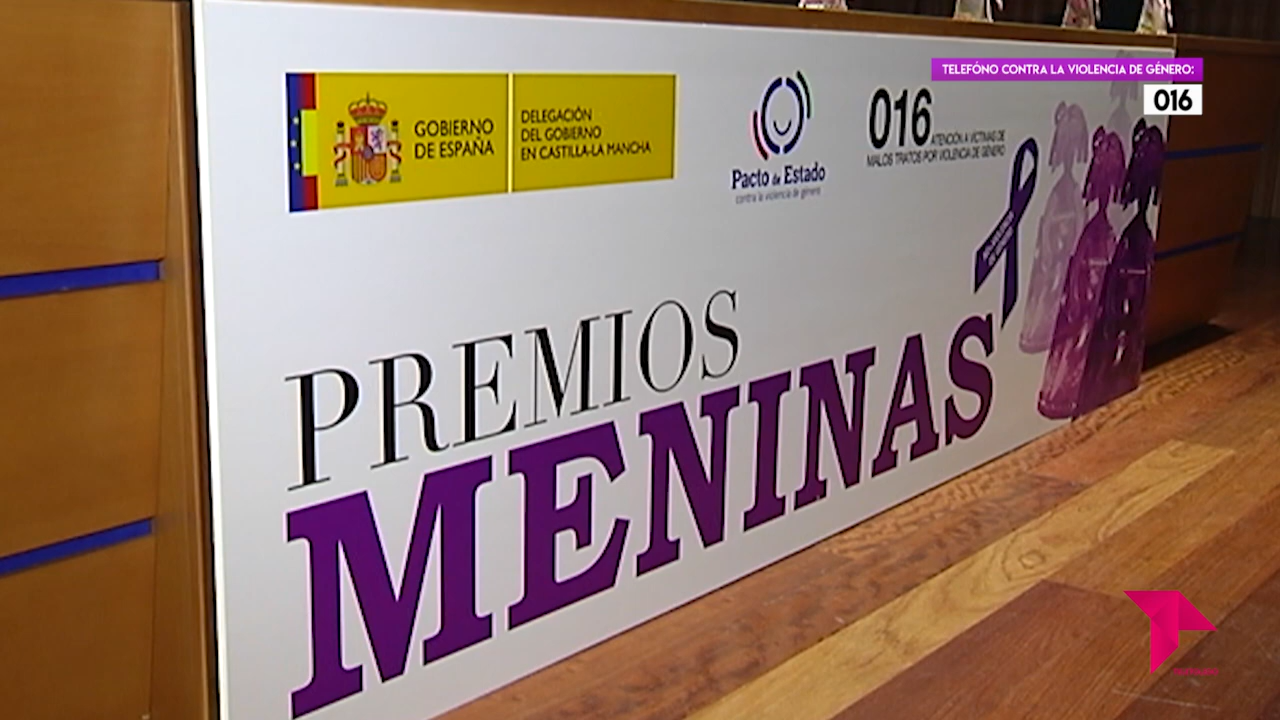 TELEFÓNO CONTRA LA VIOLENCIA DE GÉNERO:
016
GOBIERNO
DE ESPAÑA
DELEGACIÓN
DEL GOBIERNO
EN CASTILLA-LA MANCHA
Pacto de Estado
contra la violencia de género
016 ATENCIÓN A VÍCTIMAS DE
MALOS TRATOS POR VIOLENCIA DE GÉNERO
PREMIOS
MENINAS